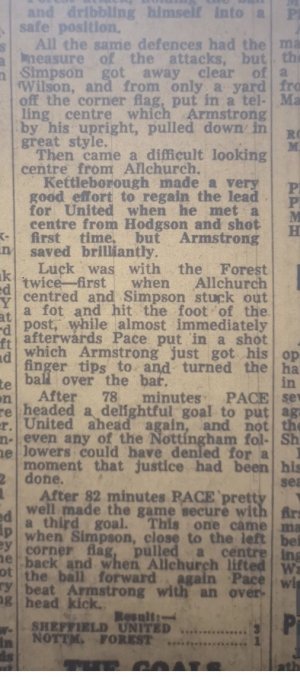 and dribbling himself into a
safe position.
All the same defences had the
measure of the attacks, but
Simpson got away clear of
Wilson, and from only a yard
off the corner flag, put in a tel-
ling centre which Armstrong
by his upright, pulled down in
great style.
Then came a difficult looking
centre from Allchurch.
Kettleborough made a very
good effort to regain the lead
for United when he met a
centre from Hodgson and shot
first time, but Armstrong
saved brilliantly.
Luck was with the Forest
twice—first when Allchurch
centred and Simpson stuck out
a fot and hit the foot of the
post, while almost immediately
afterwards Pace put in a shot
which Armstrong just got his
finger tips to and turned the
ball over the bar.
After 78 minutes PACE
headed a delightful goal to put
United ahead again, and not
even any of the Nottingham fol-
lowers could have denied for a
moment that justice had been
done.
After 82 minutes PACE pretty
well made the game secure with
a third goal. This one came
when Simpson, close to the left
corner flag, pulled a centre
back and when Allchurch lifted
the ball forward again Pace
beat Armstrong with an over-
head kick.
Result:—
SHEFFIELD UNITED ............... 3
NOTTM. FOREST ............... 1
THE GOALS